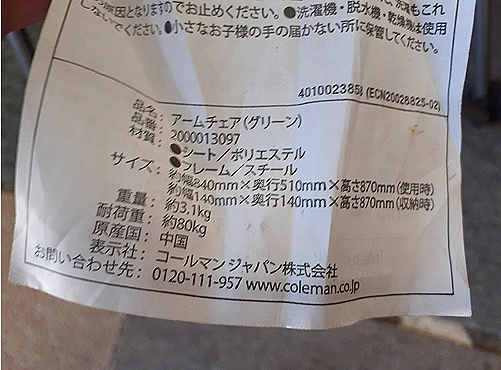 の原因となりますのでお止めください。●洗濯機・脱水機・乾燥機は使用
しないでください。●小さなお子様の手の届かない所に保管してください。
4010023858 (ECN20028825-02)
品名： アームチェア（グリーン）
品番： 2000013097
材質： ●シート／ポリエステル
●フレーム／スチール
サイズ： 約幅840mm×奥行510mm×高さ870mm（使用時）
約幅140mm×奥行140mm×高さ870mm（収納時）
重量： 約3.1kg
耐荷重： 約80kg
原産国： 中国
表示社： コールマンジャパン株式会社
お問い合わせ先： 0120-111-957 www.coleman.co.jp